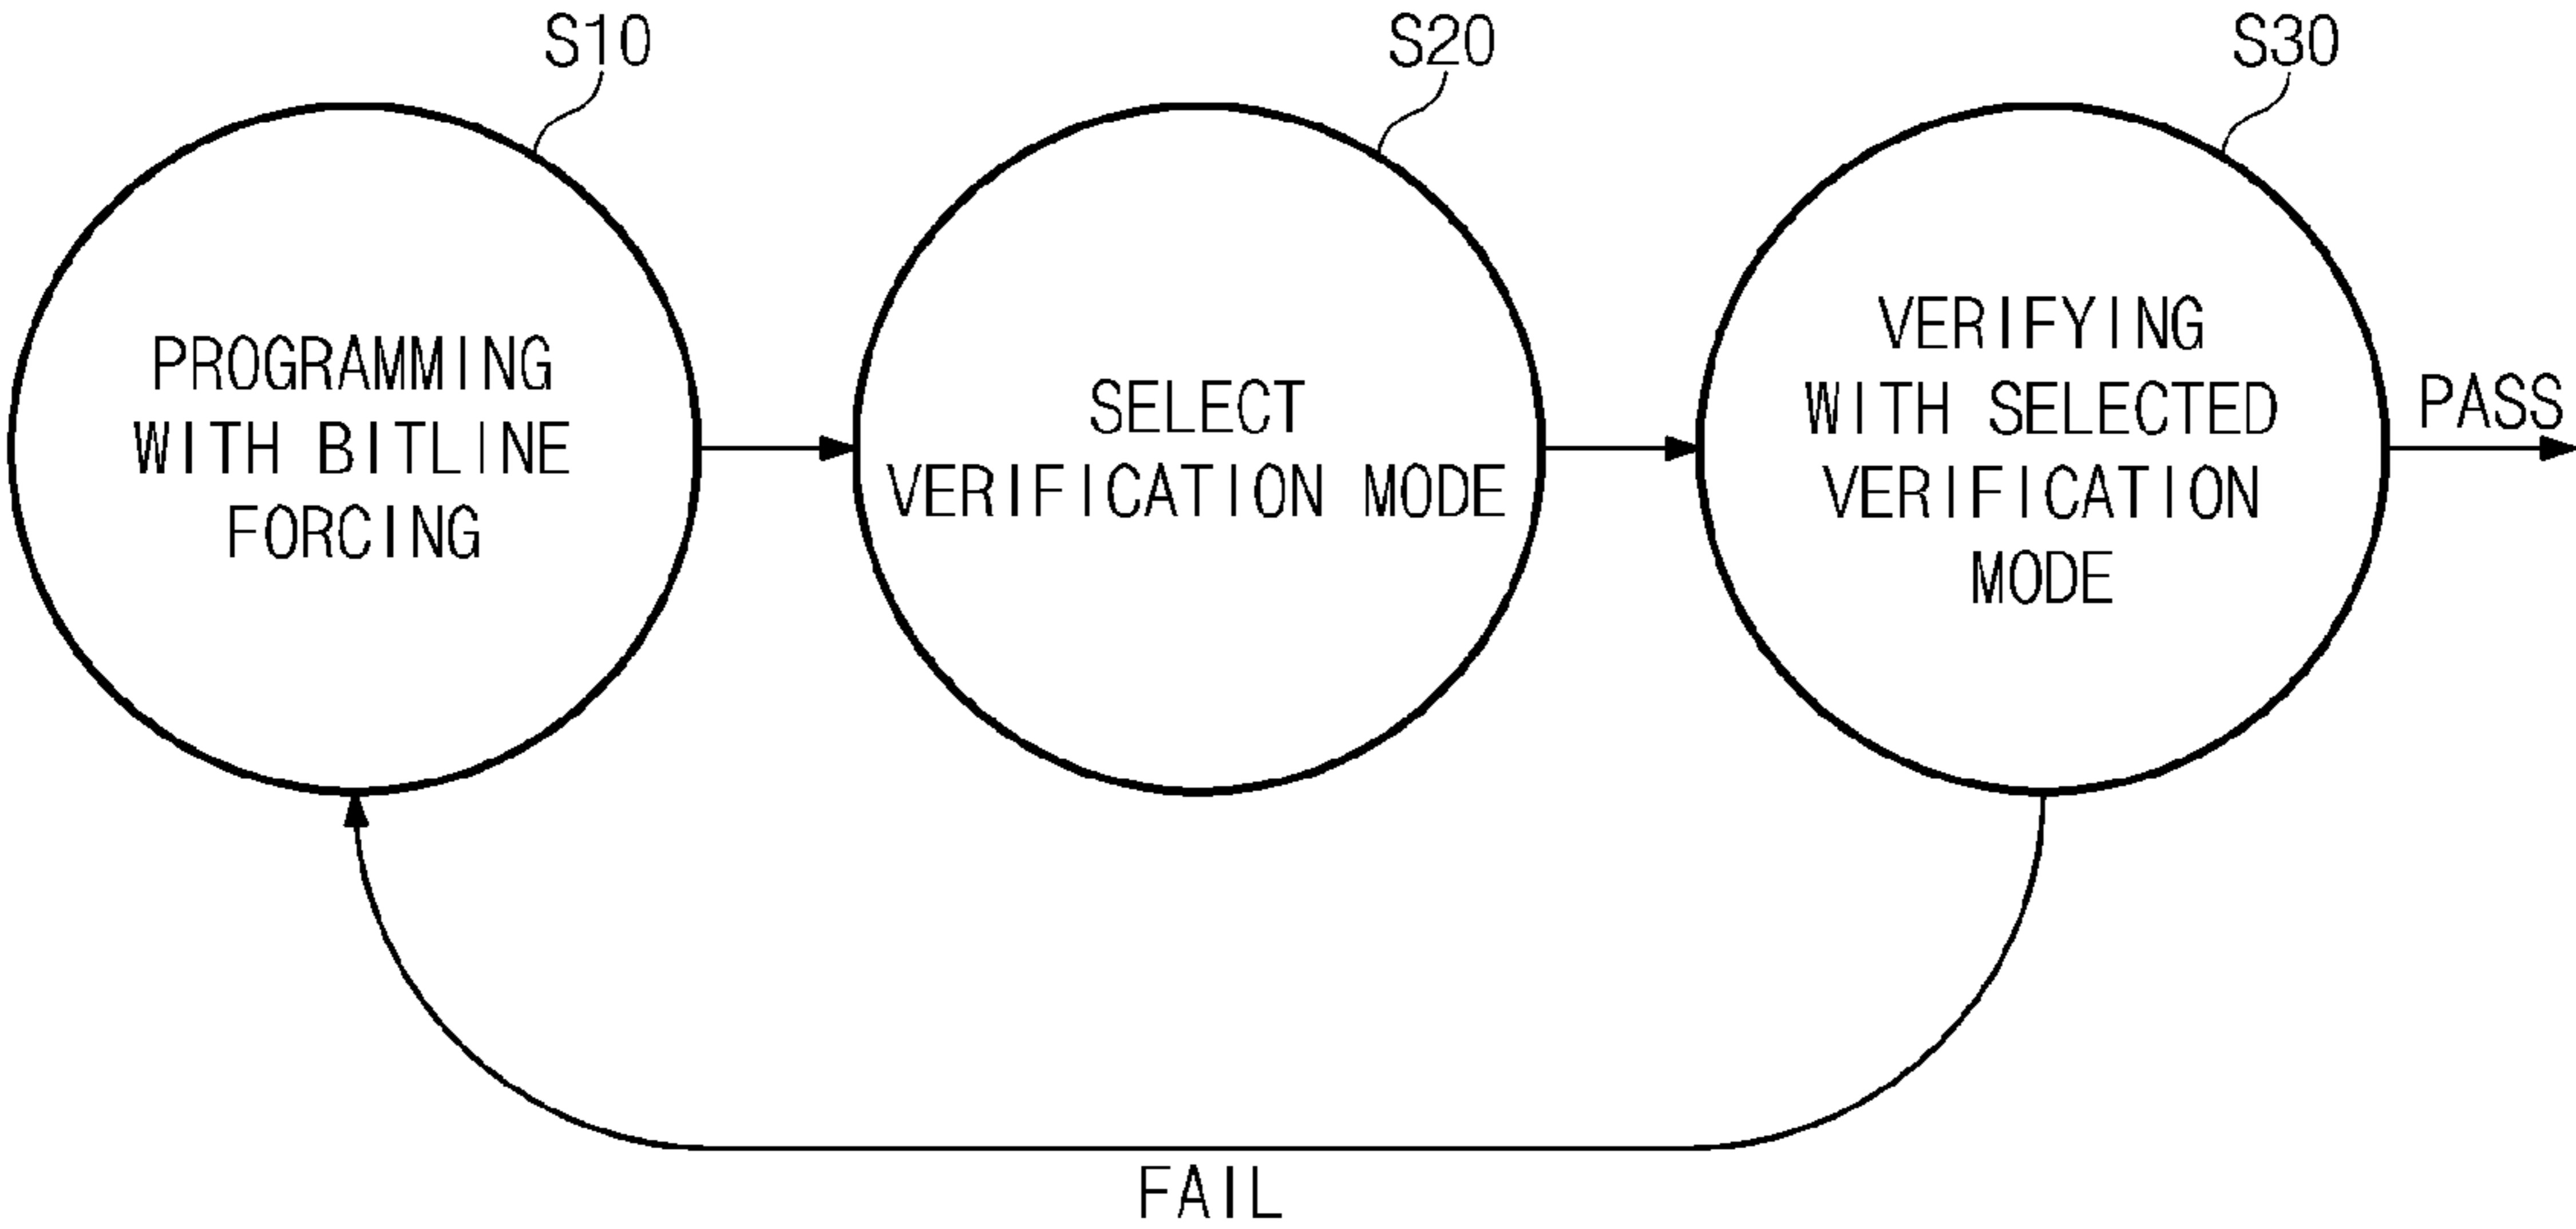 S10
S20
S30
PROGRAMMING
WITH BITLINE
FORCING
SELECT
VERIFICATION MODE
VERIFYING
WITH SELECTED
VERIFICATION
MODE
PASS
FAIL